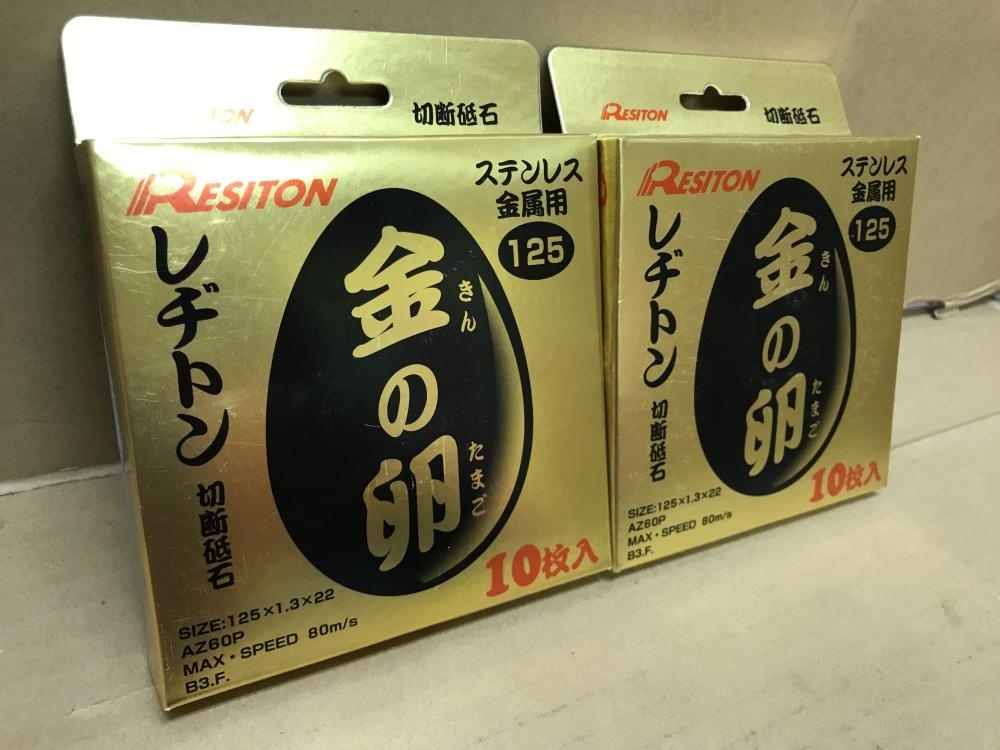 RESITON
切断砥石
RESITON
ステンレス
金属用
125
レヂトン
切断砥石
金の卵
きん
たまご
10枚入
SIZE:125×1.3×22
AZ60P
MAX・SPEED 80m/s
B3.F.
RESITON
切断砥石
RESITON
ステンレス
金属用
125
レヂトン
切断砥石
金の卵
きん
たまご
10枚入
SIZE:125×1.3×22
AZ60P
MAX・SPEED 80m/s
B3.F.